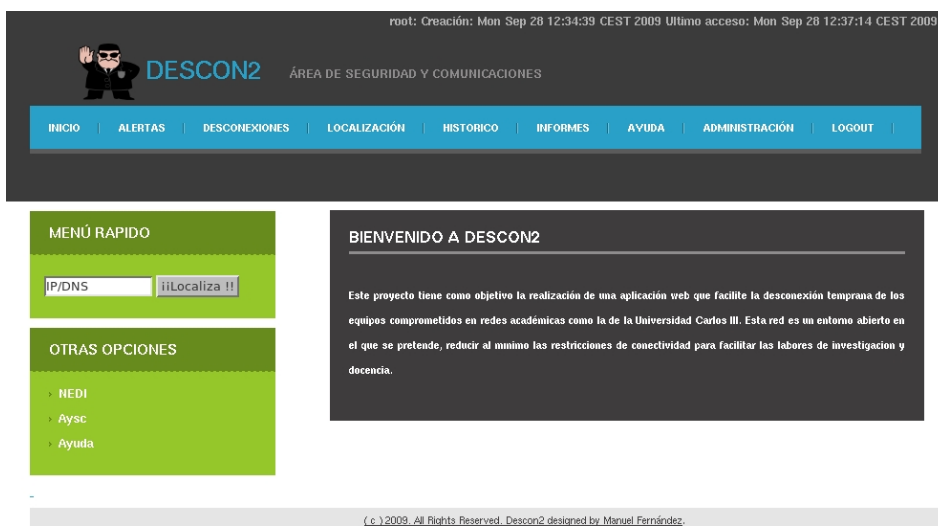 root: Creación: Mon Sep 28 12:34:39 CEST 2009 Ultimo acceso: Mon Sep 28 12:37:14 CEST 2009
DESCON2 ÁREA DE SEGURIDAD Y COMUNICACIONES
INICIO | ALERTAS | DESCONEXIONES | LOCALIZACIÓN | HISTORICO | INFORMES | AYUDA | ADMINISTRACIÓN | LOGOUT |
MENÚ RAPIDO
IP/DNS ¡¡Localiza !!
OTRAS OPCIONES
NEDI
Aysc
Ayuda
BIENVENIDO A DESCON2
Este proyecto tiene como objetivo la realización de una aplicación web que facilite la desconexión temprana de los
equipos comprometidos en redes académicas como la de la Universidad Carlos III. Esta red es un entorno abierto en
el que se pretende, reducir al mınimo las restricciones de conectividad para facilitar las labores de investigacion y
docencia.
( c ) 2009. All Rights Reserved. Descon2 designed by Manuel Fernández.